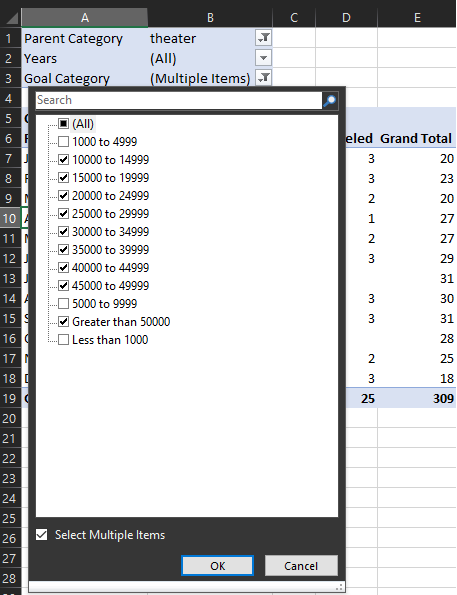 A B C D E
1 Parent Category theater
2 Years (All)
3 Goal Category (Multiple Items)
4
Search
(All)
1000 to 4999
10000 to 14999
15000 to 19999
20000 to 24999
25000 to 29999
30000 to 34999
35000 to 39999
40000 to 44999
45000 to 49999
5000 to 9999
Greater than 50000
Less than 1000
Select Multiple Items
OK Cancel
5
6 eled Grand Total
7 3 20
8 3 23
9 2 20
10 1 27
11 2 27
12 3 29
13 31
14 3 30
15 3 31
16 28
17 2 25
18 3 18
19 25 309
20
21
22
23
24
25
26
27
28